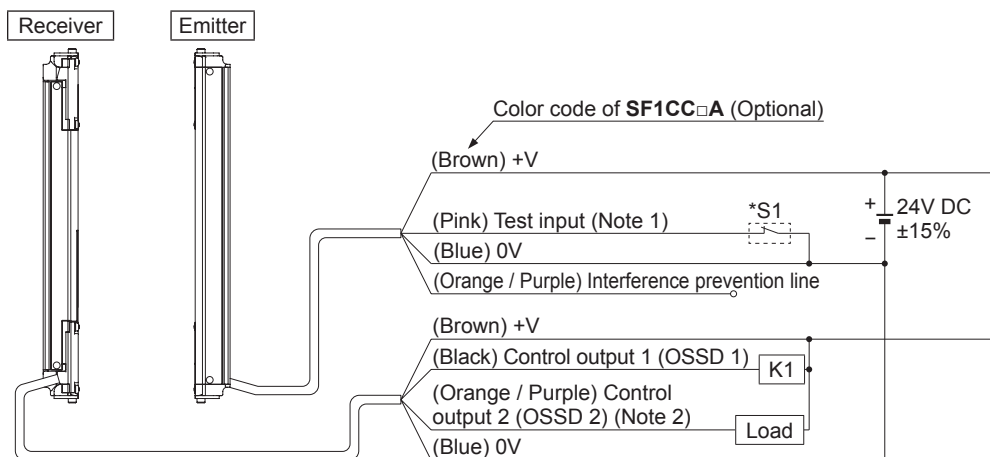 Receiver
Emitter
Color code of SF1CC□A (Optional)
(Brown) +V
(Pink) Test input (Note 1)
*S1
+
24V DC
−
±15%
(Blue) 0V
(Orange / Purple) Interference prevention line
(Brown) +V
(Black) Control output 1 (OSSD 1)
K1
(Orange / Purple) Control
output 2 (OSSD 2) (Note 2)
Load
(Blue) 0V